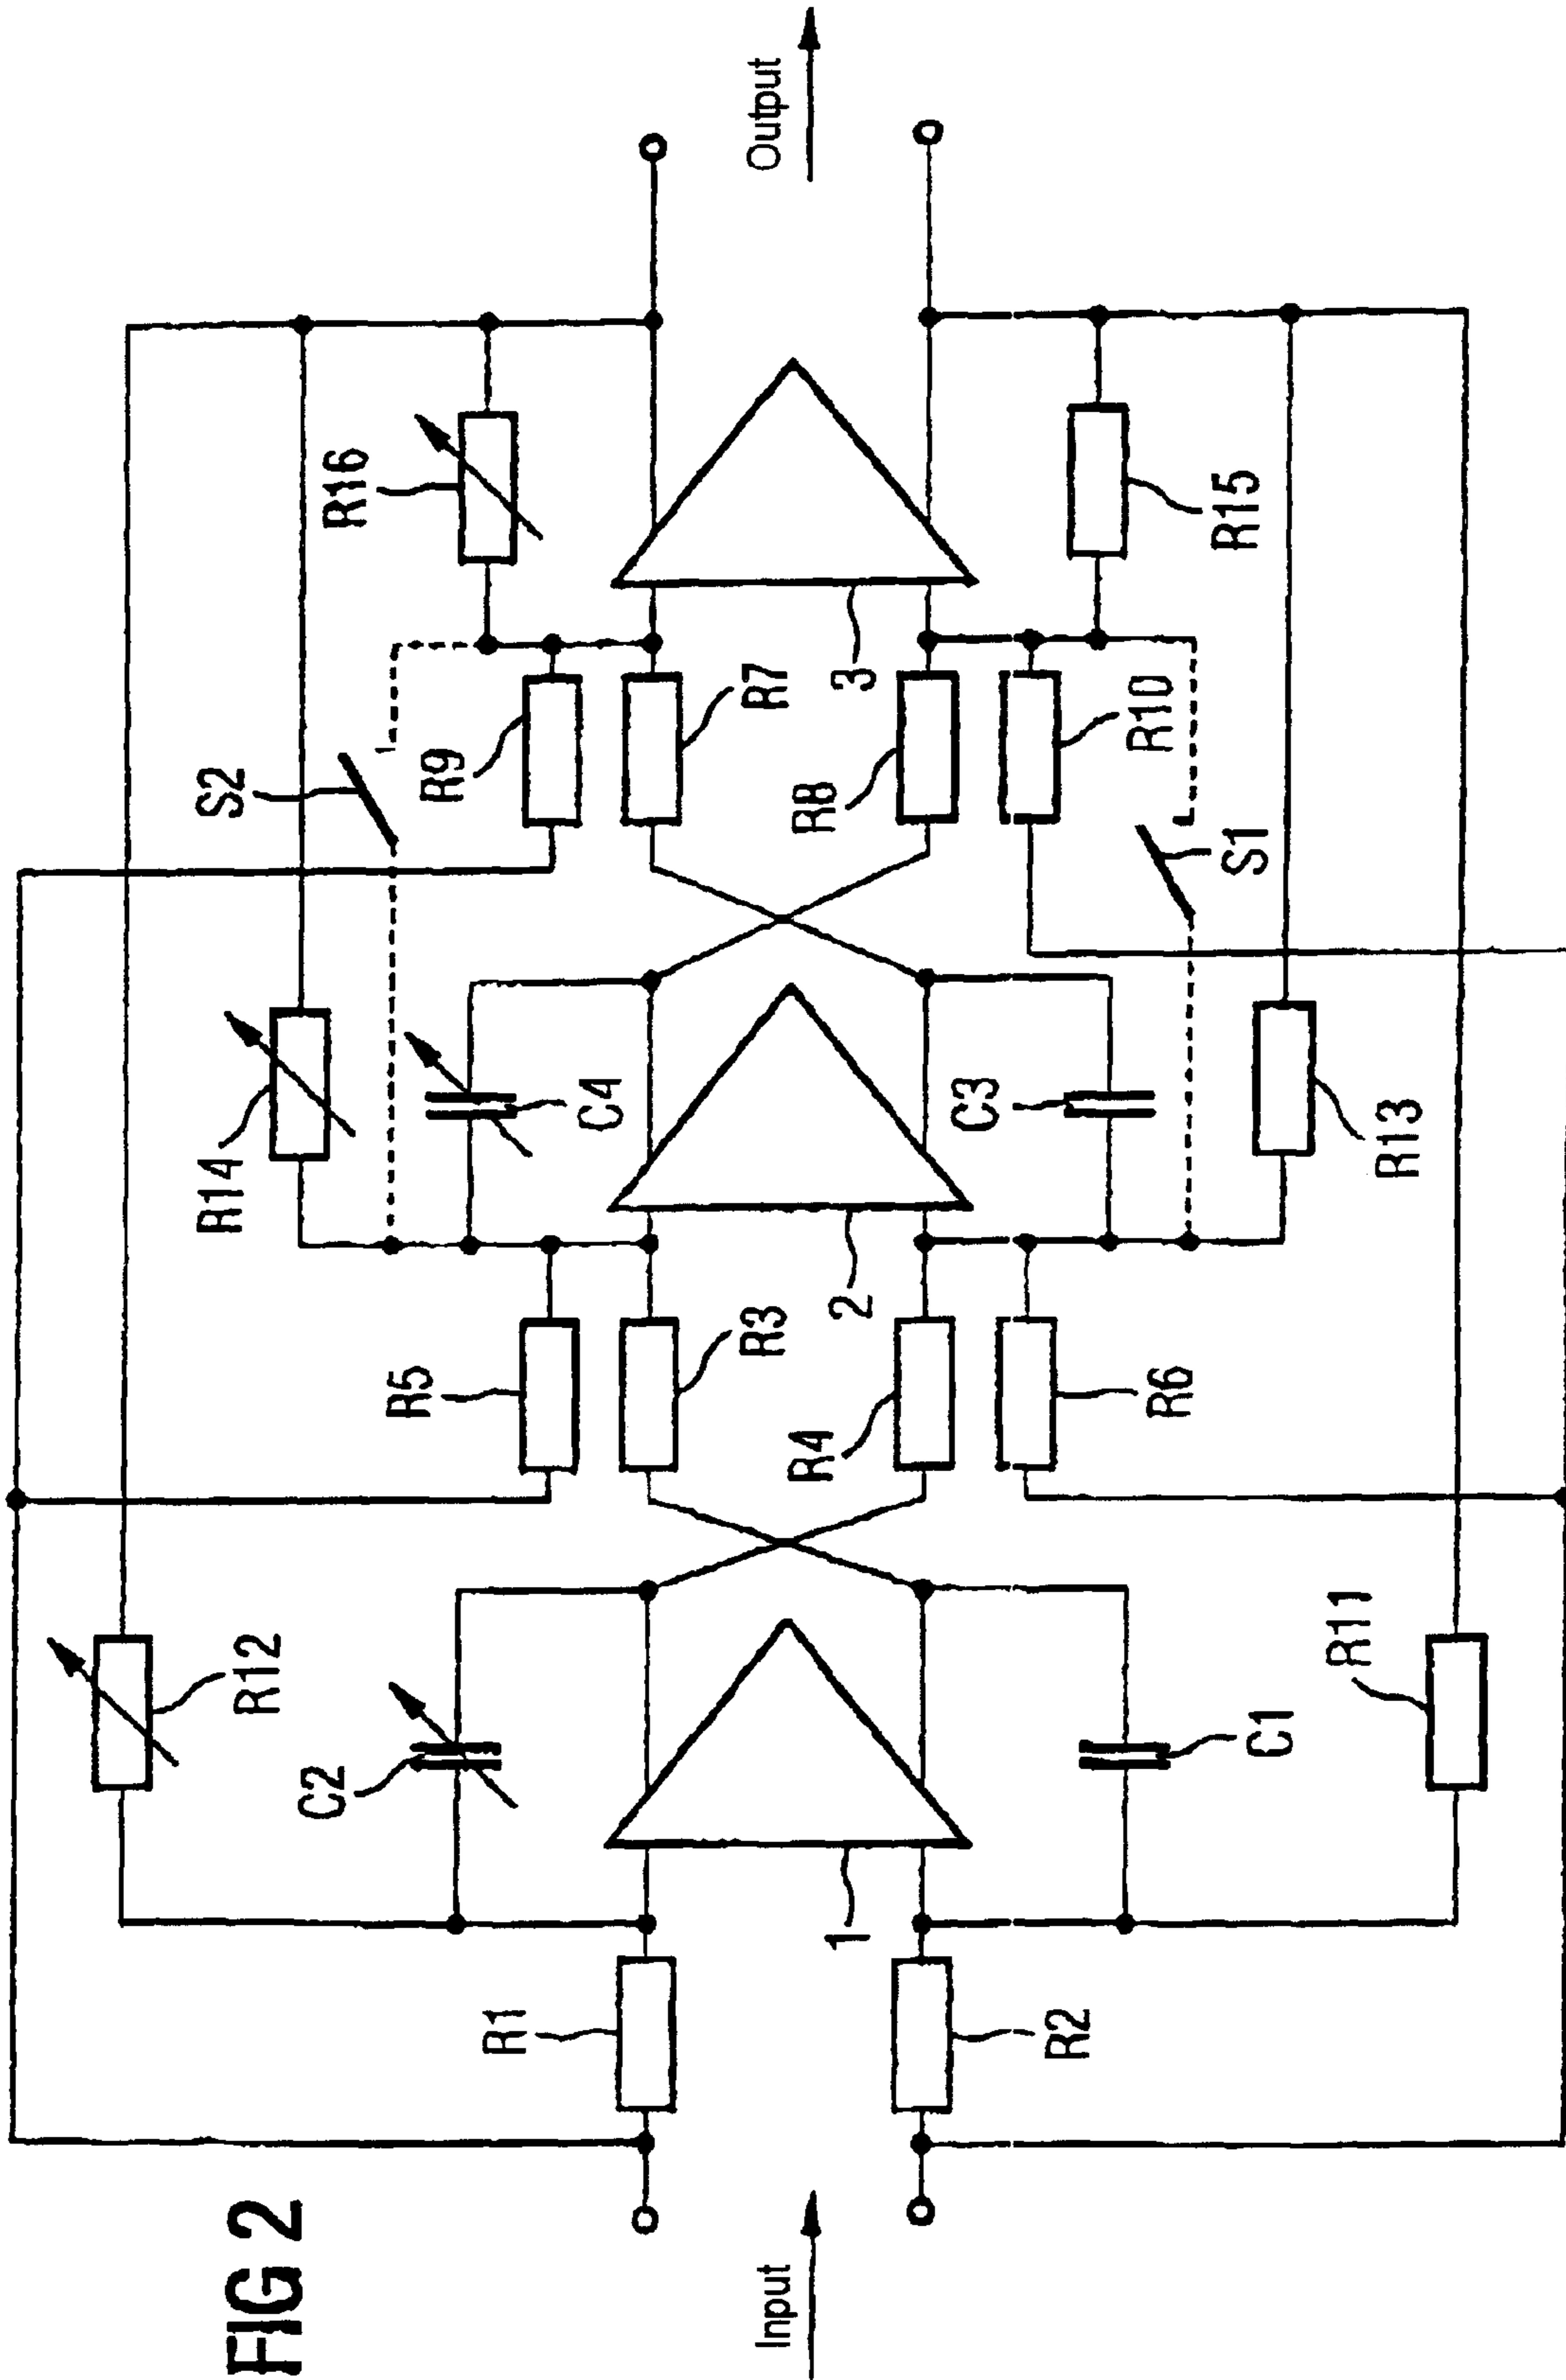 FIG 2
Input
Output
R12
R14
S2
R16
C2
R5
C4
R9
R1
R3
R7
1
2
3
R2
R4
R8
C1
R6
C3
R10
R11
R13
S1
R15